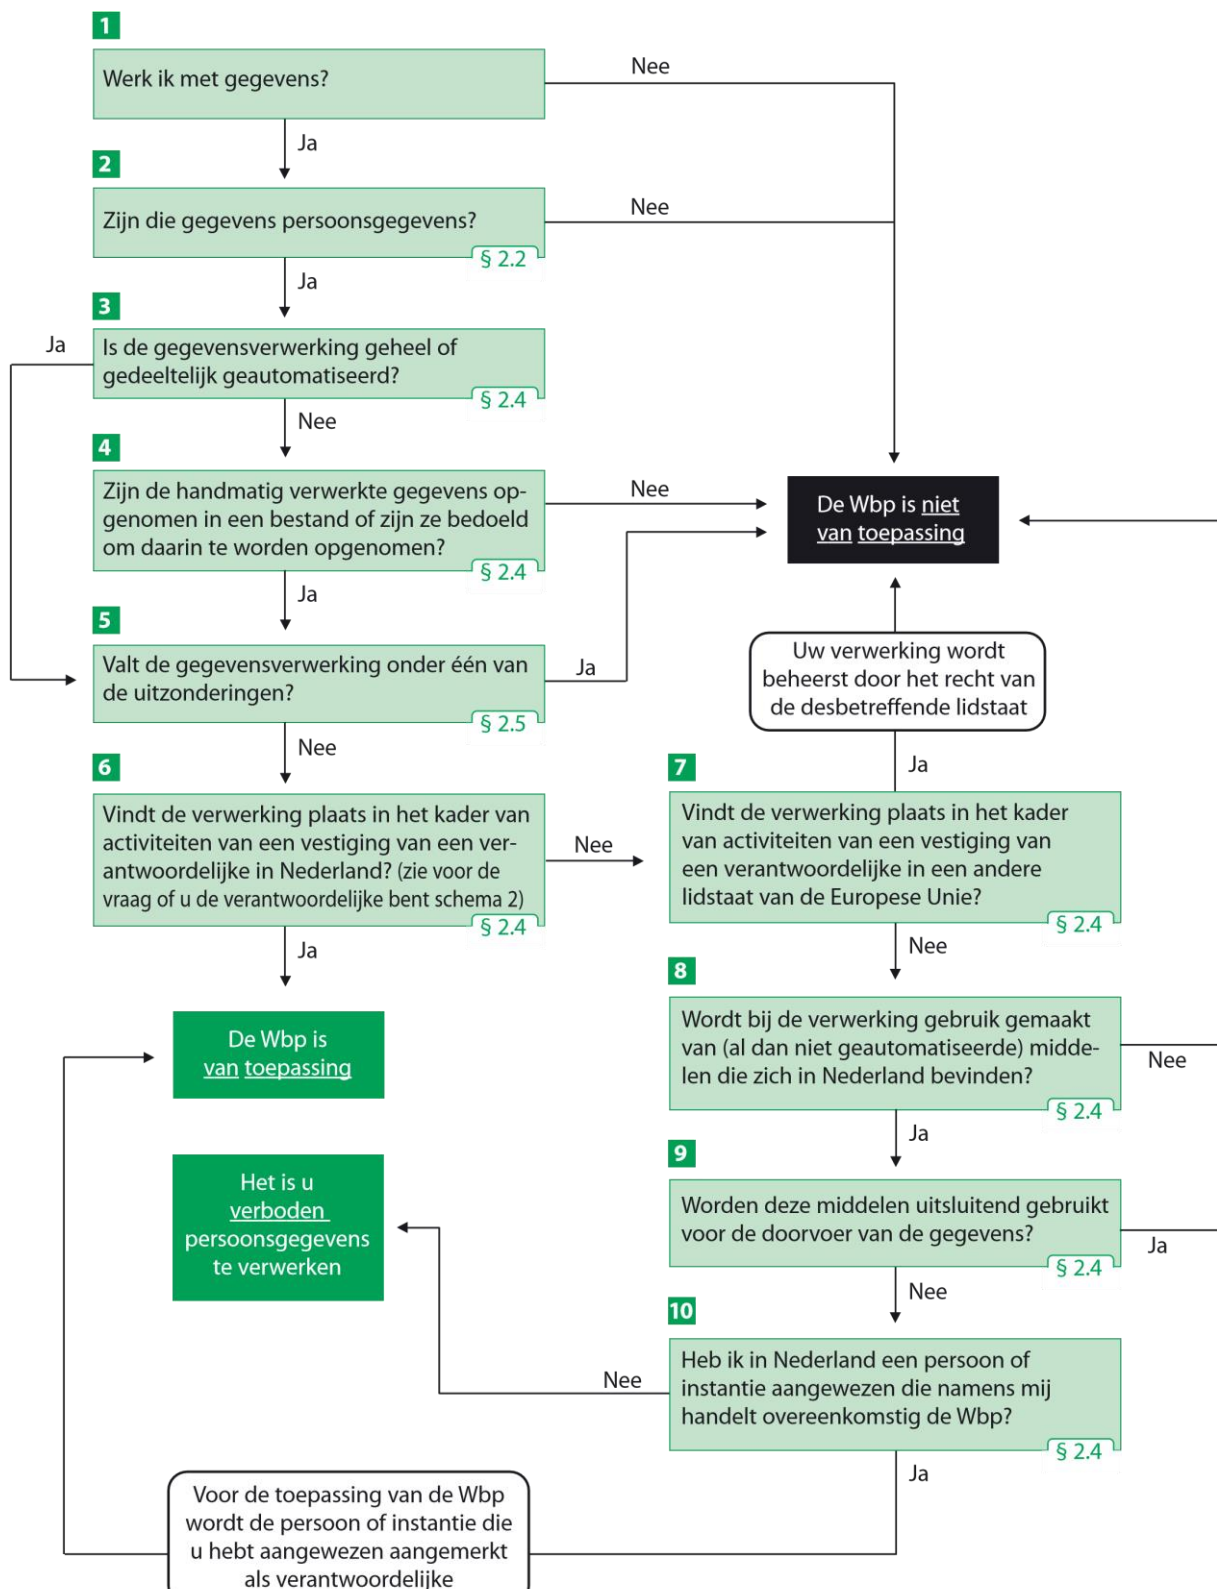 1
Werk ik met gegevens?
Nee
Ja
2
Zijn die gegevens persoonsgegevens?
§ 2.2
Nee
Ja
3
Ja
Is de gegevensverwerking geheel of
gedeeltelijk geautomatiseerd?
§ 2.4
Nee
4
Zijn de handmatig verwerkte gegevens op-
genomen in een bestand of zijn ze bedoeld
om daarin te worden opgenomen?
§ 2.4
Nee
De Wbp is niet
van toepassing
Ja
5
Valt de gegevensverwerking onder één van
de uitzonderingen?
§ 2.5
Ja
Uw verwerking wordt
beheerst door het recht van
de desbetreffende lidstaat
Nee
Ja
6
Vindt de verwerking plaats in het kader van
activiteiten van een vestiging van een ver-
antwoordelijke in Nederland? (zie voor de
vraag of u de verantwoordelijke bent schema 2)
§ 2.4
Nee
7
Vindt de verwerking plaats in het kader
van activiteiten van een vestiging van
een verantwoordelijke in een andere
lidstaat van de Europese Unie?
§ 2.4
Ja
Nee
De Wbp is
van toepassing
8
Wordt bij de verwerking gebruik gemaakt
van (al dan niet geautomatiseerde) midde-
len die zich in Nederland bevinden?
§ 2.4
Nee
Ja
Het is u
verboden
persoonsgegevens
te verwerken
9
Worden deze middelen uitsluitend gebruikt
voor de doorvoer van de gegevens?
§ 2.4
Ja
Nee
10
Heb ik in Nederland een persoon of
instantie aangewezen die namens mij
handelt overeenkomstig de Wbp?
§ 2.4
Nee
Ja
Voor de toepassing van de Wbp
wordt de persoon of instantie die
u hebt aangewezen aangemerkt
als verantwoordelijke